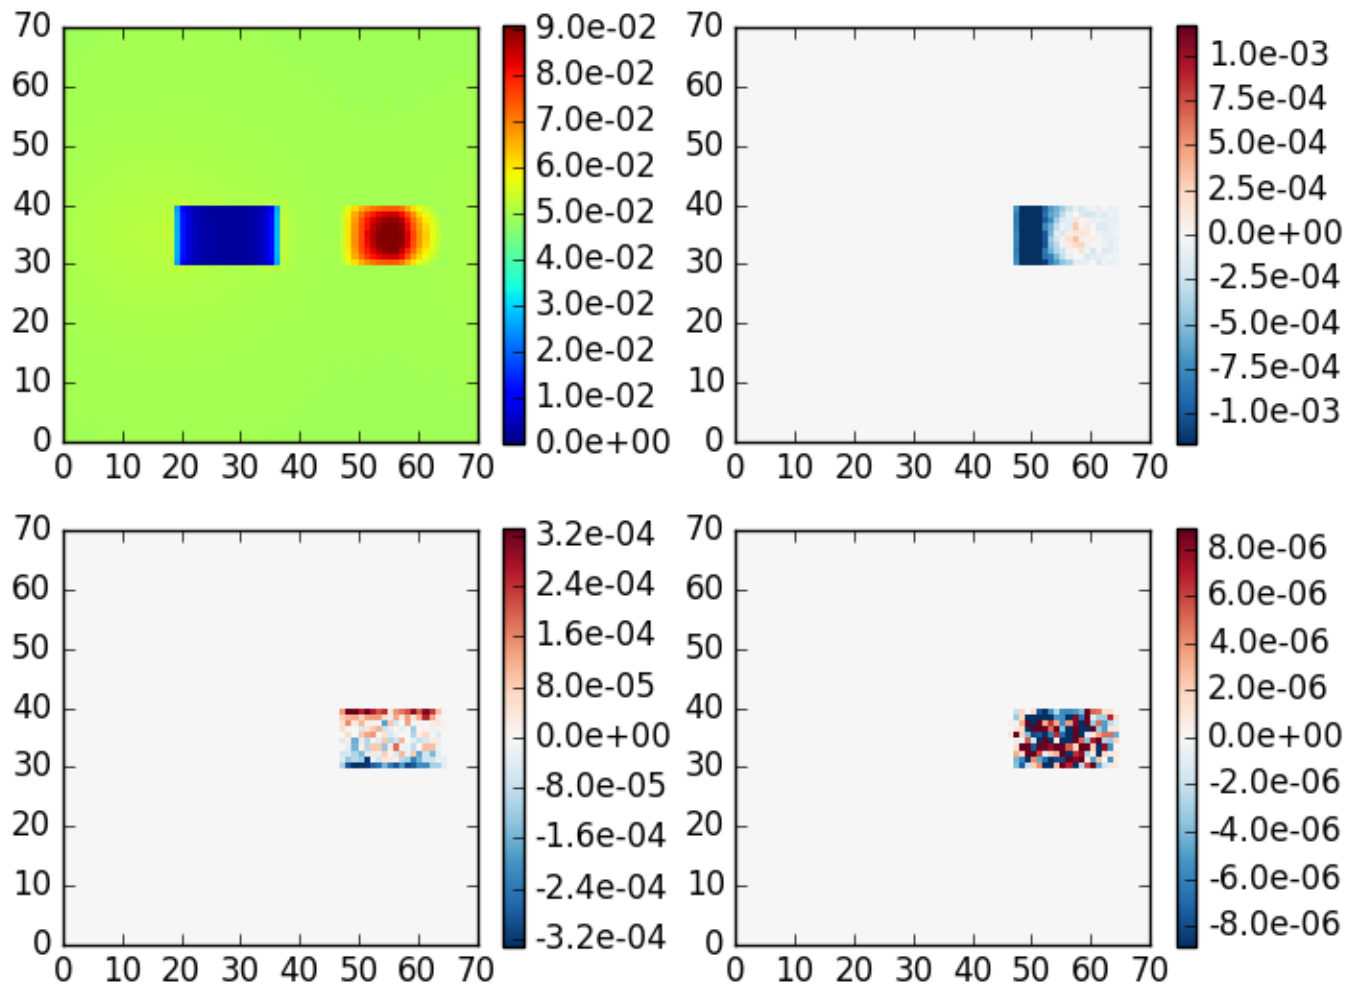 70
60
50
40
30
20
10
0
0 10 20 30 40 50 60 70
9.0e-02
8.0e-02
7.0e-02
6.0e-02
5.0e-02
4.0e-02
3.0e-02
2.0e-02
1.0e-02
0.0e+00
70
60
50
40
30
20
10
0
0 10 20 30 40 50 60 70
1.0e-03
7.5e-04
5.0e-04
2.5e-04
0.0e+00
-2.5e-04
-5.0e-04
-7.5e-04
-1.0e-03
70
60
50
40
30
20
10
0
0 10 20 30 40 50 60 70
3.2e-04
2.4e-04
1.6e-04
8.0e-05
0.0e+00
-8.0e-05
-1.6e-04
-2.4e-04
-3.2e-04
70
60
50
40
30
20
10
0
0 10 20 30 40 50 60 70
8.0e-06
6.0e-06
4.0e-06
2.0e-06
0.0e+00
-2.0e-06
-4.0e-06
-6.0e-06
-8.0e-06